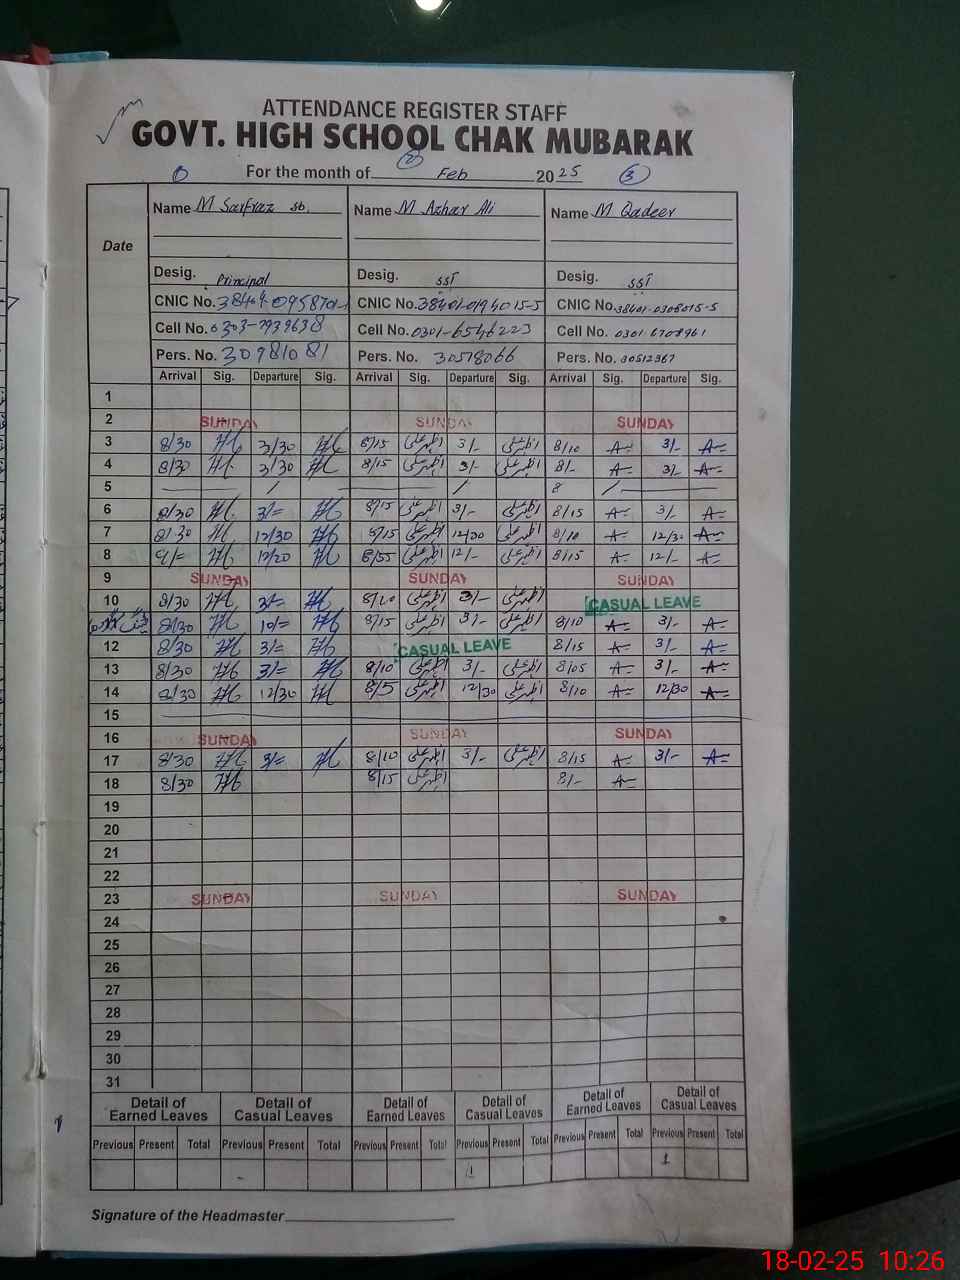 ATTENDANCE REGISTER STAFF
GOVT. HIGH SCHOOL CHAK MUBARAK
For the month of Feb 2025
1 2 3
Date
Name M Sarfraz sb. Name M Azhar Ali Name M Qadeer
Desig. Principal Desig. SST Desig. SST
CNIC No. CNIC No. 38401-0194015-5 CNIC No. 38401-0308015-5
Cell No. 0303-7939638 Cell No. 0301-6546223 Cell No. 0301-6708961
Pers. No. 30981081 Pers. No. 30578066 Pers. No. 30512367
Arrival Sig. Departure Sig. Arrival Sig. Departure Sig. Arrival Sig. Departure Sig.
1
2 SUNDAY SUNDAY SUNDAY
3 8/30 3/30 8/15 اظہر علی 3/- اظہر علی 8/10 A 3/- A
4 8/30 3/30 8/15 اظہر علی 3/- اظہر علی 8/- A 3/- A
5 8
6 8/30 3/= 8/15 اظہر علی 3/- اظہر علی 8/15 A 3/- A
7 8/30 12/30 8/15 اظہر علی 12/30 اظہر علی 8/10 A 12/30 A
8 12/20 8/55 اظہر علی 12/- اظہر علی 8/15 A 12/- A
9 SUNDAY SUNDAY SUNDAY
10 8/30 3/= 8/20 اظہر علی 3/- اظہر علی CASUAL LEAVE
8/30 10/= 8/15 اظہر علی 3/- اظہر علی 8/10 A 3/- A
12 8/30 3/= CASUAL LEAVE 8/15 A 3/- A
13 8/30 3/= 8/10 اظہر علی 3/- اظہر علی 8/05 A 3/- A
14 8/30 12/30 8/5 اظہر علی 12/30 اظہر علی 8/10 A 12/30 A
15
16 SUNDAY SUNDAY SUNDAY
17 8/30 3/= 8/10 اظہر علی 3/- اظہر علی 8/15 A 3/- A
18 8/30 8/15 اظہر علی 8/- A
19
20
21
22
23 SUNDAY SUNDAY SUNDAY
24
25
26
27
28
29
30
31
Detail of Earned Leaves Detail of Casual Leaves Detail of Earned Leaves Detail of Casual Leaves Detail of Earned Leaves Detail of Casual Leaves
Previous Present Total Previous Present Total Previous Present Total Previous Present Total Previous Present Total Previous Present Total
- 1 1
Signature of the Headmaster
18-02-25 10:26